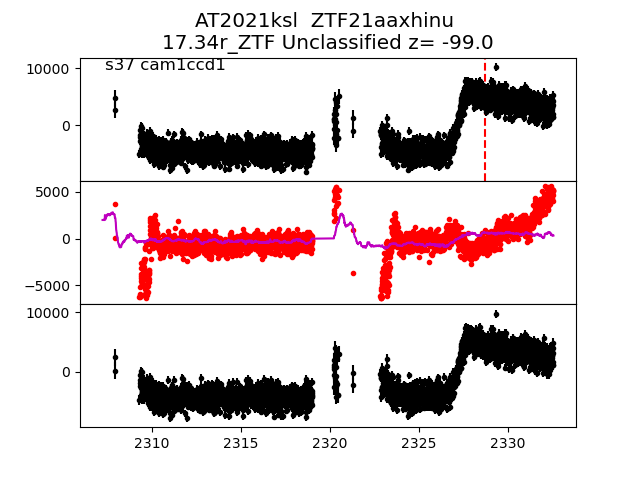 AT2021ksl  ZTF21aaxhinu
17.34r_ZTF Unclassified z= -99.0
s37 cam1ccd1
10000
0
5000
0
−5000
10000
0
2310 2315 2320 2325 2330